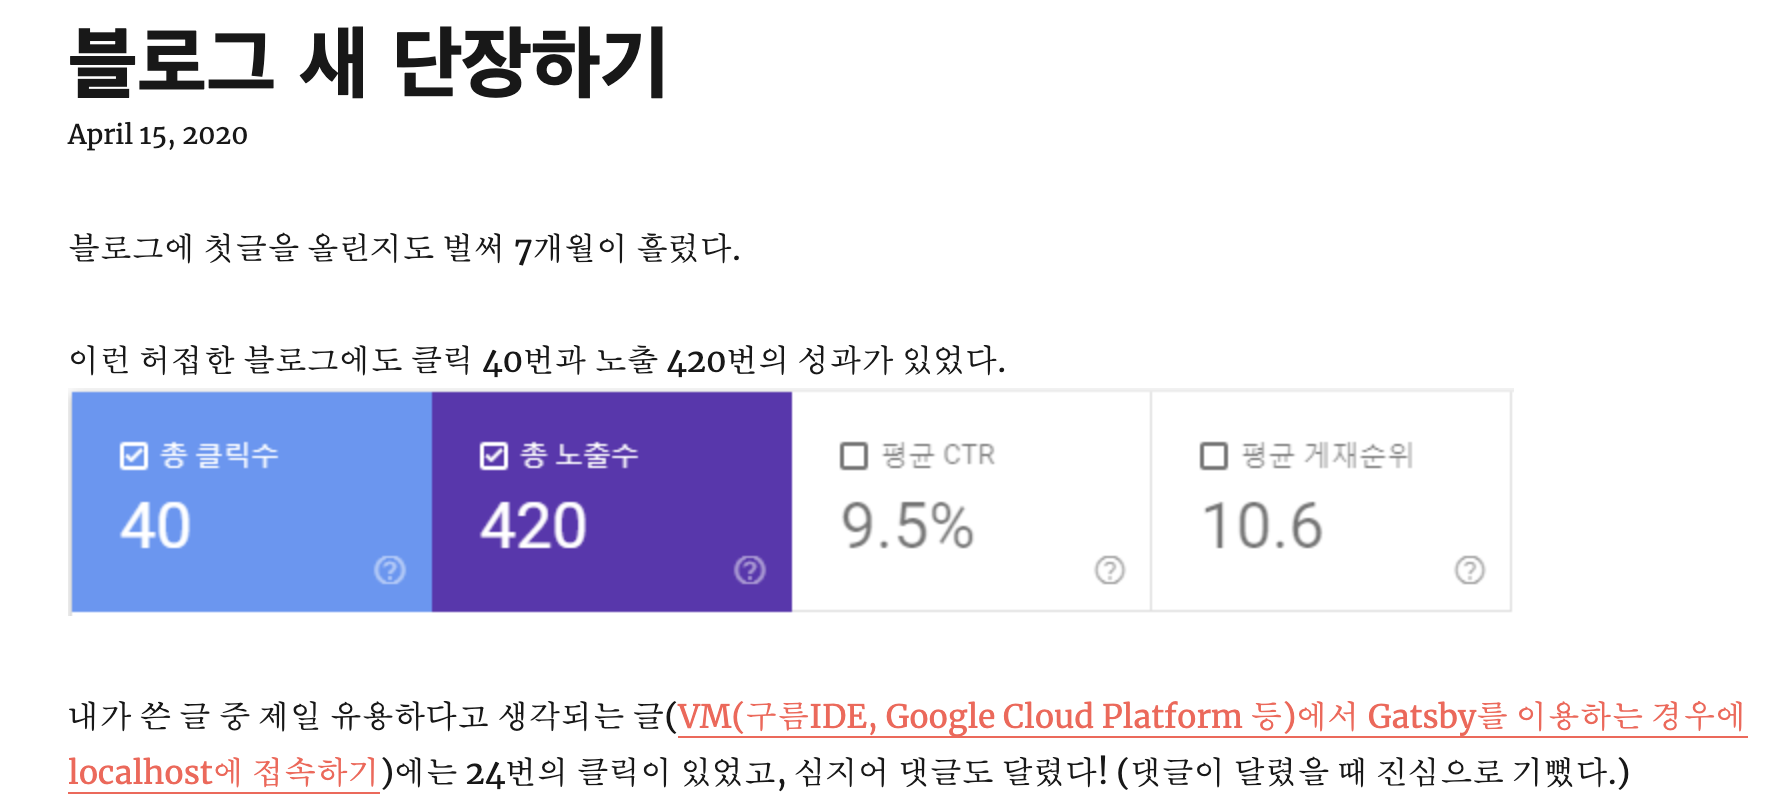 블로그 새 단장하기
April 15, 2020
블로그에 첫글을 올린지도 벌써 7개월이 흘렀다.
이런 허접한 블로그에도 클릭 40번과 노출 420번의 성과가 있었다.
총 클릭수 총 노출수 평균 CTR 평균 게재순위
40 420 9.5% 10.6
내가 쓴 글 중 제일 유용하다고 생각되는 글(VM(구름IDE, Google Cloud Platform 등)에서 Gatsby를 이용하는 경우에
localhost에 접속하기)에는 24번의 클릭이 있었고, 심지어 댓글도 달렸다! (댓글이 달렸을 때 진심으로 기뻤다.)